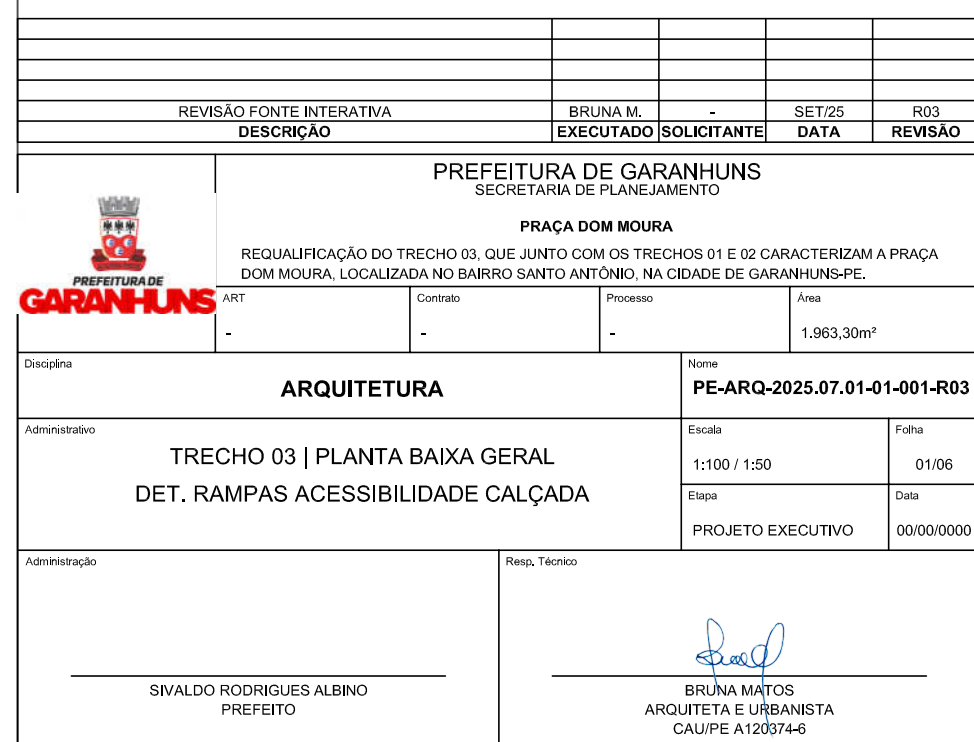 REVISÃO FONTE INTERATIVA BRUNA M. - SET/25 R03
DESCRIÇÃO EXECUTADO SOLICITANTE DATA REVISÃO
PREFEITURA DE GARANHUNS
SECRETARIA DE PLANEJAMENTO
PRAÇA DOM MOURA
REQUALIFICAÇÃO DO TRECHO 03, QUE JUNTO COM OS TRECHOS 01 E 02 CARACTERIZAM A PRAÇA
DOM MOURA, LOCALIZADA NO BAIRRO SANTO ANTÔNIO, NA CIDADE DE GARANHUNS-PE.
PREFEITURA DE
GARANHUNS
ART Contrato Processo Área
- - - 1.963,30m²
Disciplina Nome
ARQUITETURA PE-ARQ-2025.07.01-01-001-R03
Administrativo Escala Folha
TRECHO 03 | PLANTA BAIXA GERAL 1:100 / 1:50 01/06
DET. RAMPAS ACESSIBILIDADE CALÇADA Etapa Data
PROJETO EXECUTIVO 00/00/0000
Administração Resp. Técnico
SIVALDO RODRIGUES ALBINO BRUNA MATOS
PREFEITO ARQUITETA E URBANISTA
CAU/PE A120374-6